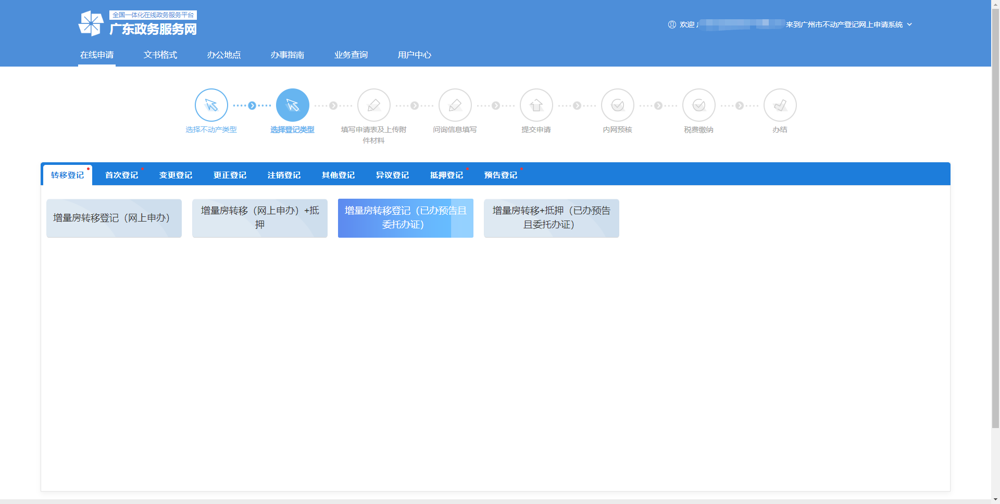 全国一体化在线政务服务平台
广东政务服务网
欢迎 来到广州市不动产登记网上申请系统
在线申请 文书格式 办公地点 办事指南 业务查询 用户中心
选择不动产类型 选择登记类型 填写申请表及上传附 问询信息填写 提交申请 内网预核 税费缴纳 办结
件材料
转移登记 首次登记 变更登记 更正登记 注销登记 其他登记 异议登记 抵押登记 预告登记
增量房转移登记（网上申办）
增量房转移（网上申办）+抵
押
增量房转移登记（已办预告且
委托办证）
增量房转移+抵押（已办预告
且委托办证）